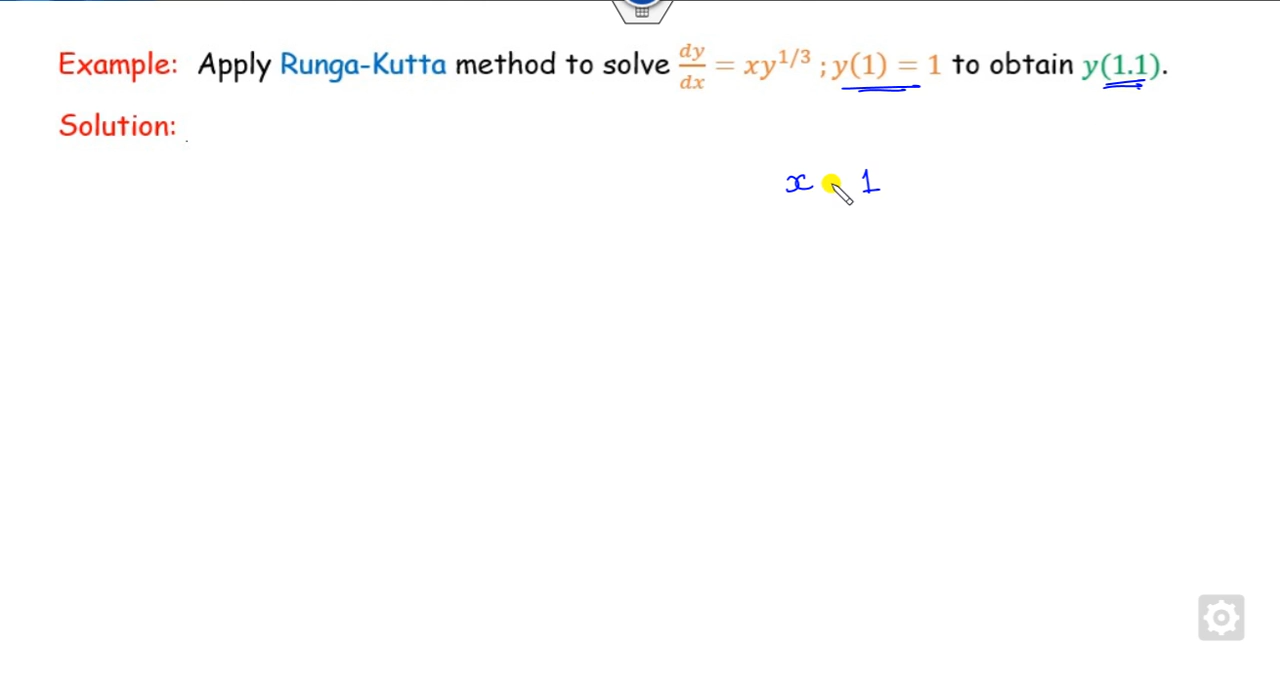 Example: Apply Runga-Kutta method to solve dy/dx = xy^{1/3} ; y(1) = 1 to obtain y(1.1).
Solution:
x 1